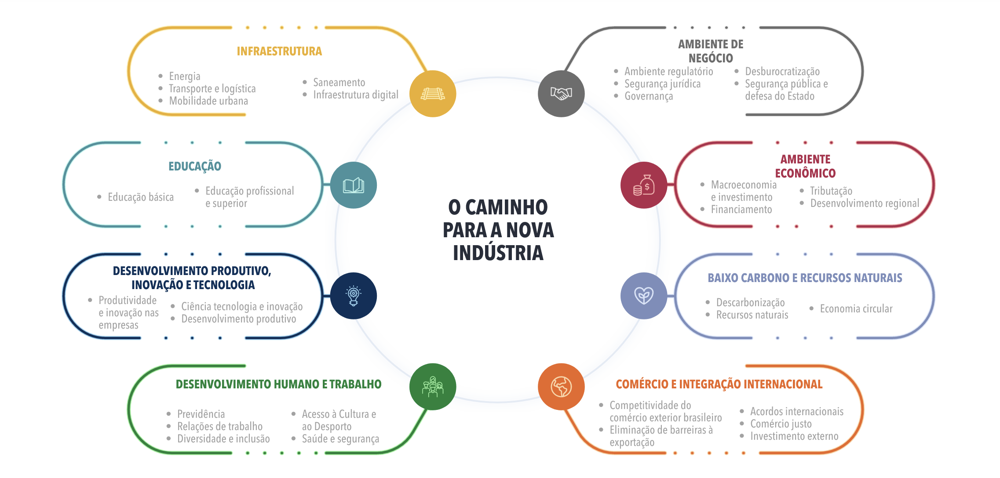 INFRAESTRUTURA
• Energia
• Transporte e logística
• Mobilidade urbana
• Saneamento
• Infraestrutura digital
AMBIENTE DE
NEGÓCIO
• Ambiente regulatório
• Segurança jurídica
• Governança
• Desburocratização
• Segurança pública e
defesa do Estado
EDUCAÇÃO
• Educação básica
• Educação profissional
e superior
AMBIENTE
ECONÔMICO
• Macroeconomia
e investimento
• Financiamento
• Tributação
• Desenvolvimento regional
O CAMINHO
PARA A NOVA
INDÚSTRIA
DESENVOLVIMENTO PRODUTIVO,
INOVAÇÃO E TECNOLOGIA
• Produtividade
e inovação nas
empresas
• Ciência tecnologia e inovação
• Desenvolvimento produtivo
BAIXO CARBONO E RECURSOS NATURAIS
• Descarbonização
• Recursos naturais
• Economia circular
DESENVOLVIMENTO HUMANO E TRABALHO
• Previdência
• Relações de trabalho
• Diversidade e inclusão
• Acesso à Cultura e
ao Desporto
• Saúde e segurança
COMÉRCIO E INTEGRAÇÃO INTERNACIONAL
• Competitividade do
comércio exterior brasileiro
• Eliminação de barreiras à
exportação
• Acordos internacionais
• Comércio justo
• Investimento externo